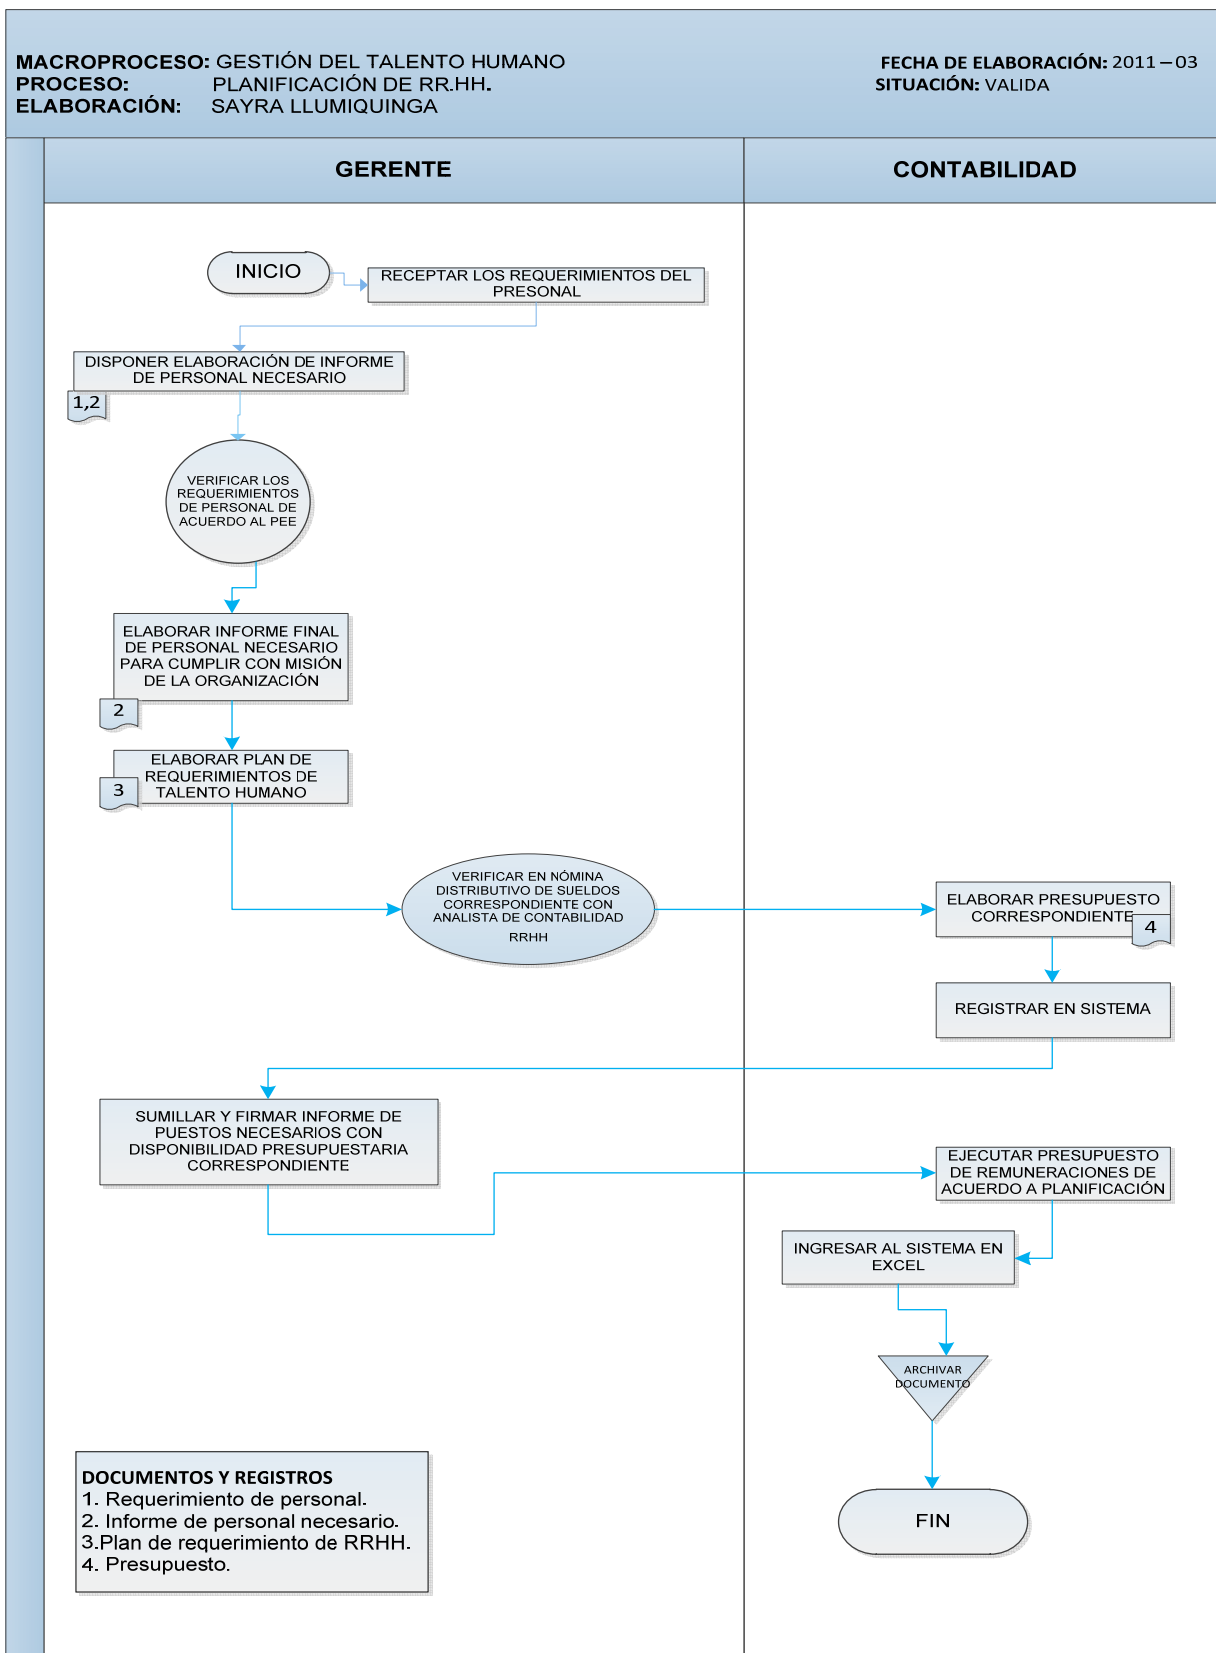 MACROPROCESO: GESTIÓN DEL TALENTO HUMANO
PROCESO: PLANIFICACIÓN DE RR.HH.
ELABORACIÓN: SAYRA LLUMIQUINGA
FECHA DE ELABORACIÓN: 2011–03
SITUACIÓN: VALIDA
GERENTE
CONTABILIDAD
INICIO
RECEPTAR LOS REQUERIMIENTOS DEL
PRESONAL
DISPONER ELABORACIÓN DE INFORME
DE PERSONAL NECESARIO
1,2
VERIFICAR LOS
REQUERIMIENTOS
DE PERSONAL DE
ACUERDO AL PEE
ELABORAR INFORME FINAL
DE PERSONAL NECESARIO
PARA CUMPLIR CON MISIÓN
DE LA ORGANIZACIÓN
2
ELABORAR PLAN DE
REQUERIMIENTOS DE
TALENTO HUMANO
3
VERIFICAR EN NÓMINA
DISTRIBUTIVO DE SUELDOS
CORRESPONDIENTE CON
ANALISTA DE CONTABILIDAD
RRHH
ELABORAR PRESUPUESTO
CORRESPONDIENTE
4
REGISTRAR EN SISTEMA
SUMILLAR Y FIRMAR INFORME DE
PUESTOS NECESARIOS CON
DISPONIBILIDAD PRESUPUESTARIA
CORRESPONDIENTE
EJECUTAR PRESUPUESTO
DE REMUNERACIONES DE
ACUERDO A PLANIFICACIÓN
INGRESAR AL SISTEMA EN
EXCEL
ARCHIVAR
DOCUMENTO
FIN
DOCUMENTOS Y REGISTROS
1. Requerimiento de personal.
2. Informe de personal necesario.
3.Plan de requerimiento de RRHH.
4. Presupuesto.